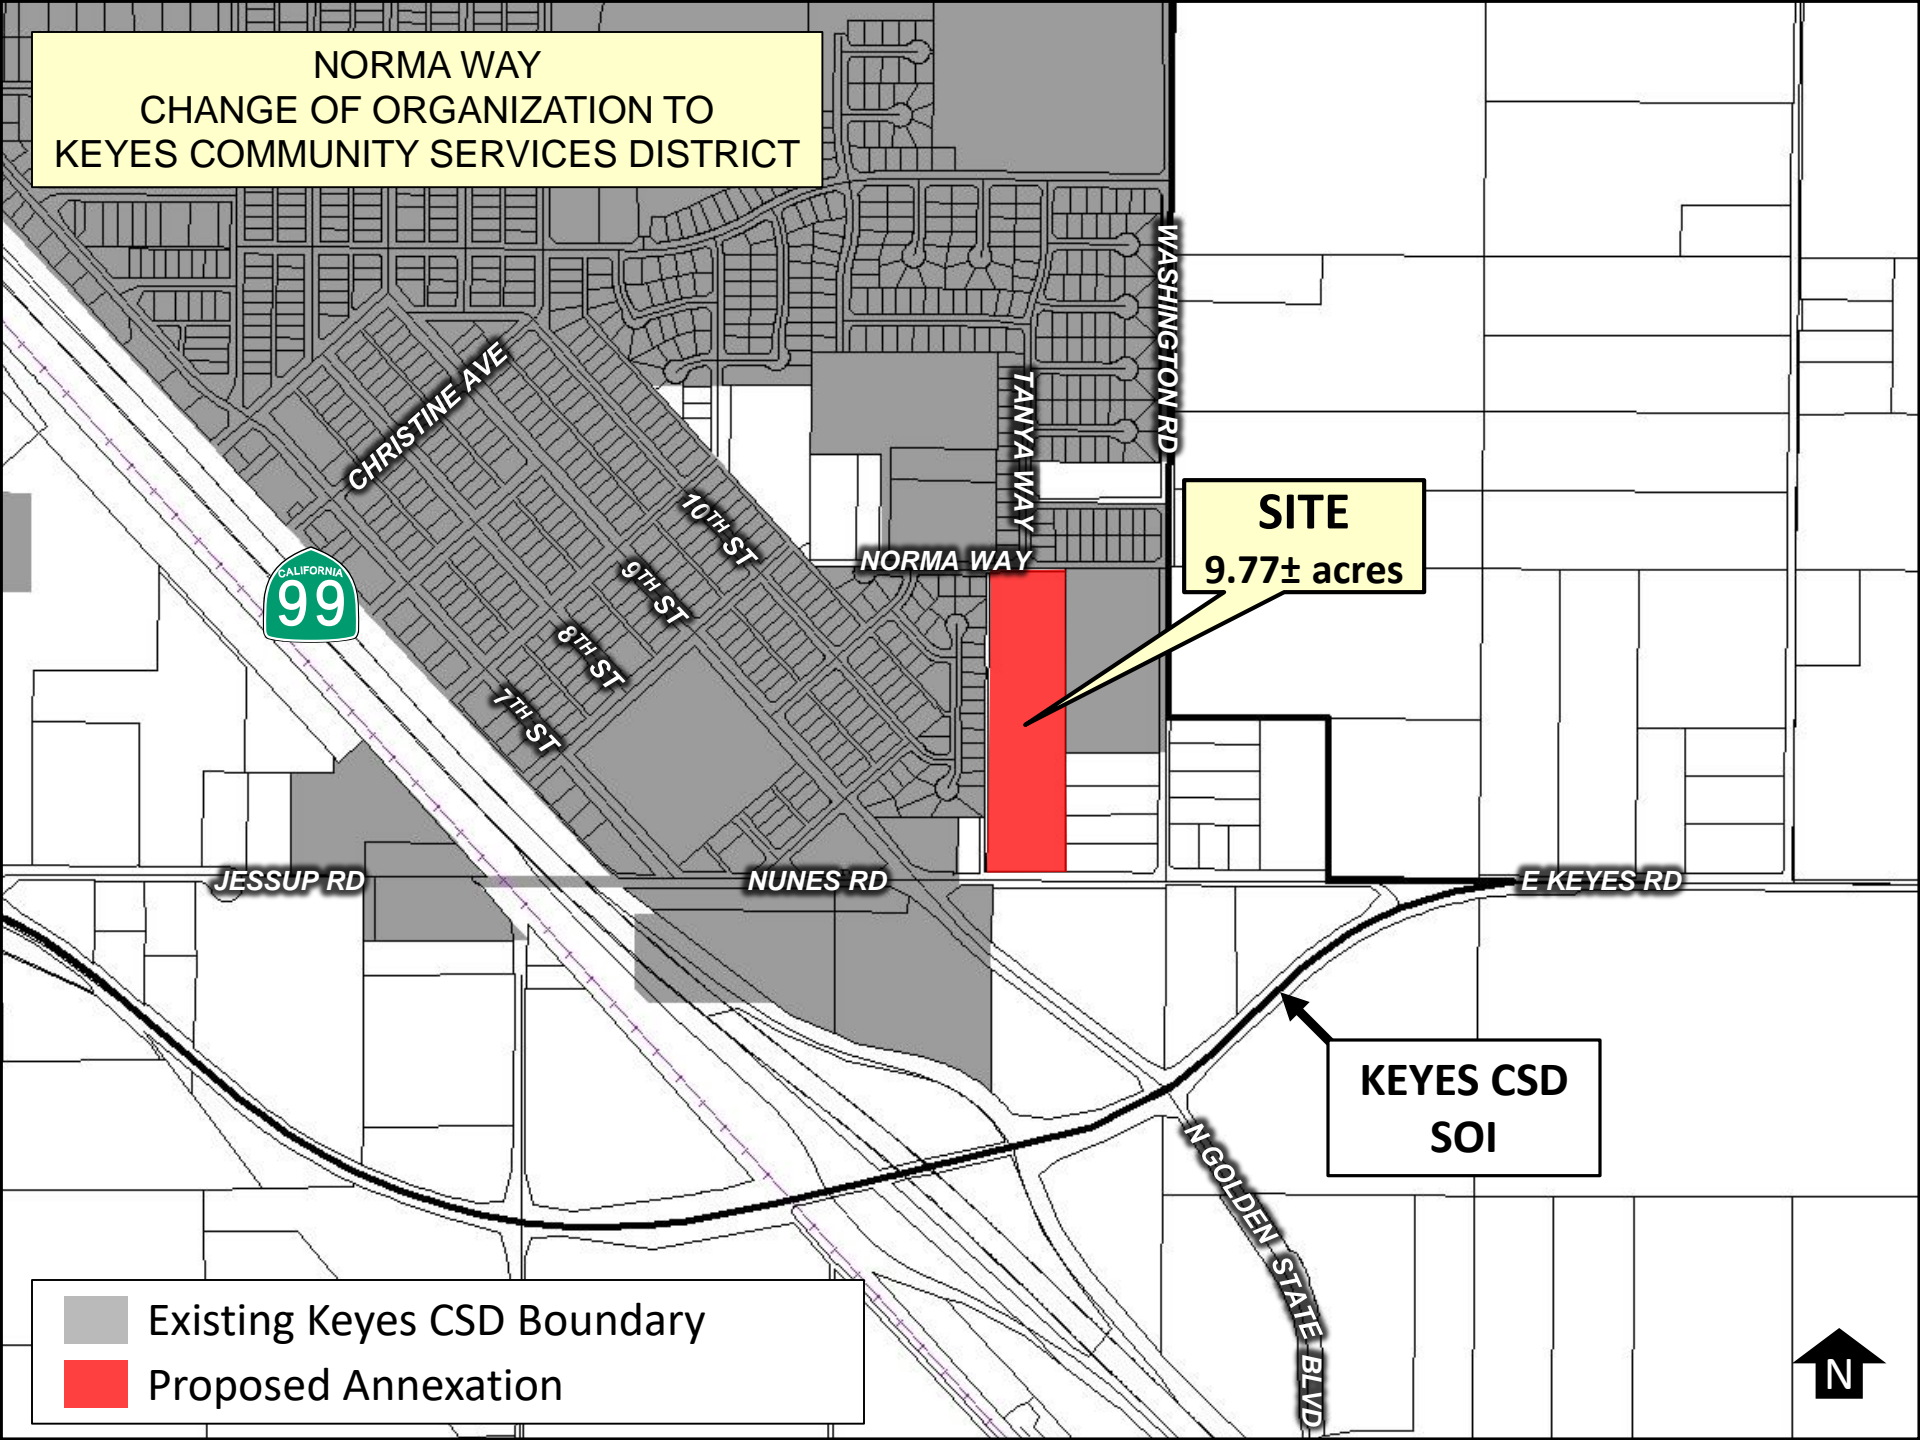 NORMA WAY
CHANGE OF ORGANIZATION TO
KEYES COMMUNITY SERVICES DISTRICT
WASHINGTON RD
CHRISTINE AVE
TANYA WAY
10TH ST
SITE
9.77± acres
NORMA WAY
9TH ST
CALIFORNIA
99
8TH ST
7TH ST
JESSUP RD
NUNES RD
E KEYES RD
KEYES CSD
SOI
N GOLDEN STATE BLVD
Existing Keyes CSD Boundary
Proposed Annexation
N